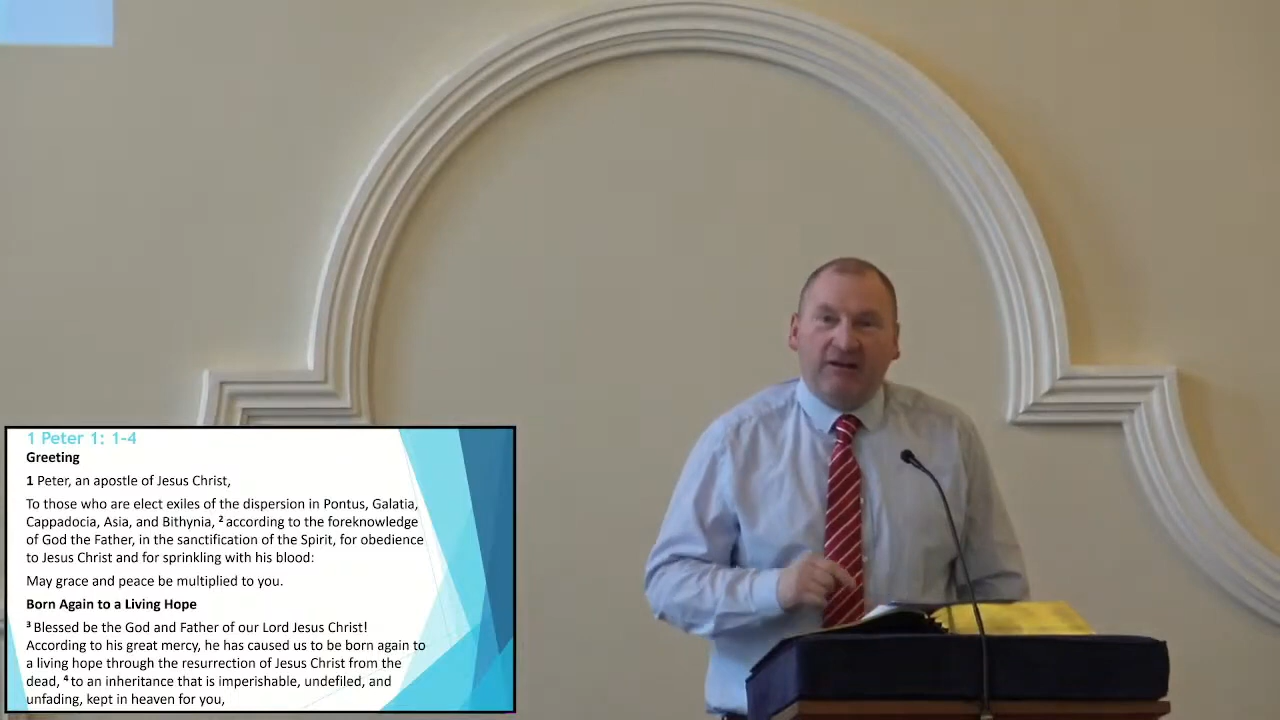 1 Peter 1: 1-4
Greeting
1 Peter, an apostle of Jesus Christ,
To those who are elect exiles of the dispersion in Pontus, Galatia,
Cappadocia, Asia, and Bithynia, 2 according to the foreknowledge
of God the Father, in the sanctification of the Spirit, for obedience
to Jesus Christ and for sprinkling with his blood:
May grace and peace be multiplied to you.
Born Again to a Living Hope
3 Blessed be the God and Father of our Lord Jesus Christ!
According to his great mercy, he has caused us to be born again to
a living hope through the resurrection of Jesus Christ from the
dead, 4 to an inheritance that is imperishable, undefiled, and
unfading, kept in heaven for you,